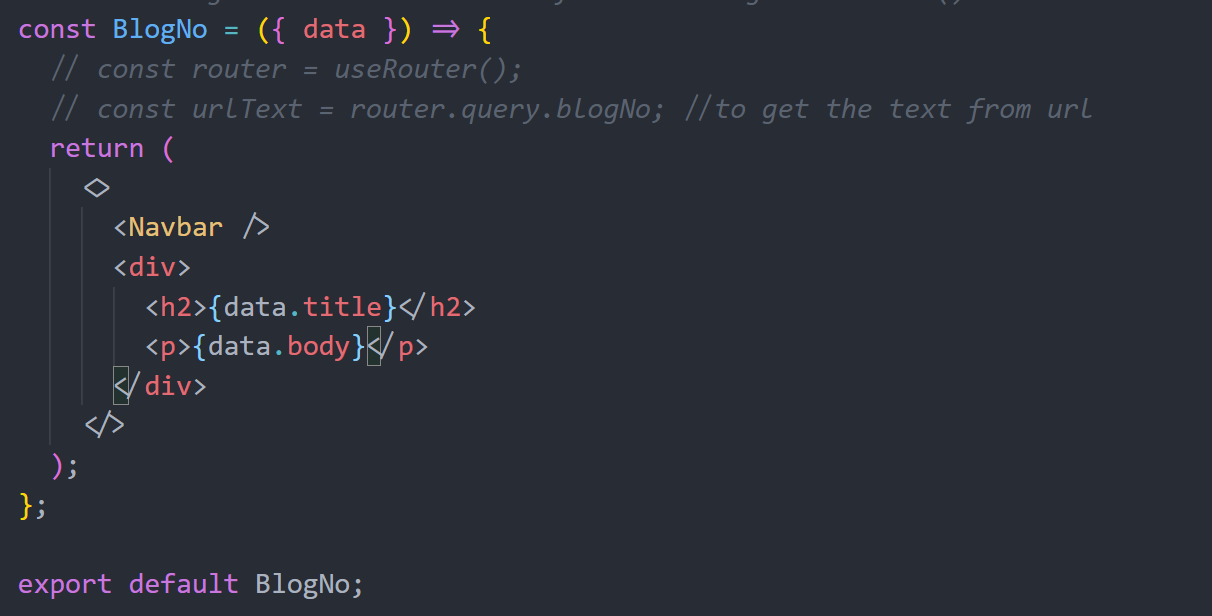 const BlogNo = ({ data }) => {
// const router = useRouter();
// const urlText = router.query.blogNo; //to get the text from url
return (
<>
<Navbar />
<div>
<h2>{data.title}</h2>
<p>{data.body}</p>
</div>
</>
);
};
export default BlogNo;